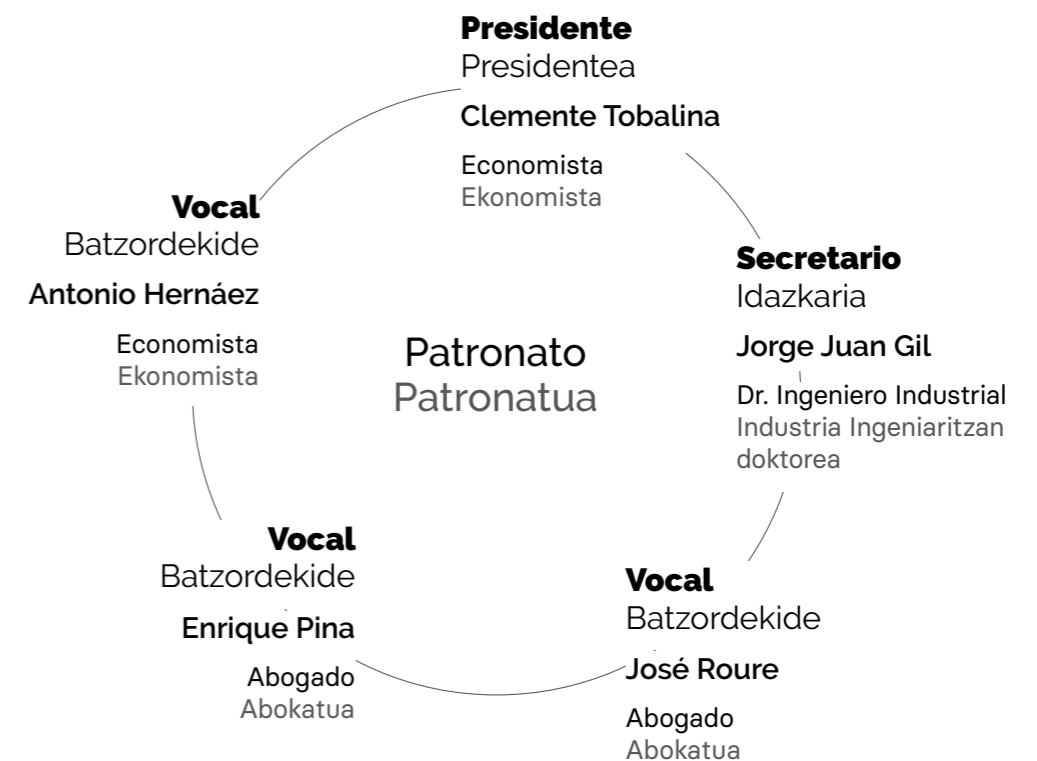 Presidente
Presidentea
Clemente Tobalina
Economista
Ekonomista
Secretario
Idazkaria
Jorge Juan Gil
Dr. Ingeniero Industrial
Industria Ingeniaritzan
doktorea
Vocal
Batzordekide
José Roure
Abogado
Abokatua
Vocal
Batzordekide
Enrique Pina
Abogado
Abokatua
Vocal
Batzordekide
Antonio Hernáez
Economista
Ekonomista
Patronato
Patronatua